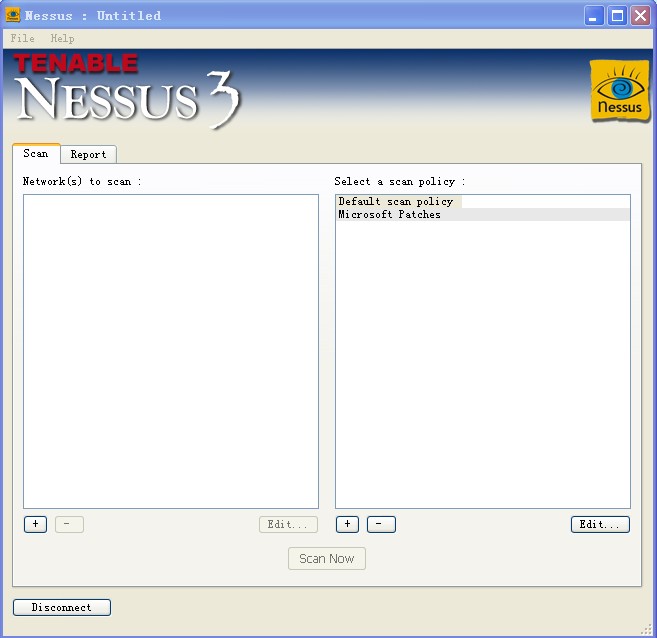 Nessus : Untitled
File Help
TENABLE
NESSUS 3
Nessus
Scan Report
Network(s) to scan : Select a scan policy :
Default scan policy
Microsoft Patches
+ - Edit... + - Edit...
Scan Now
Disconnect